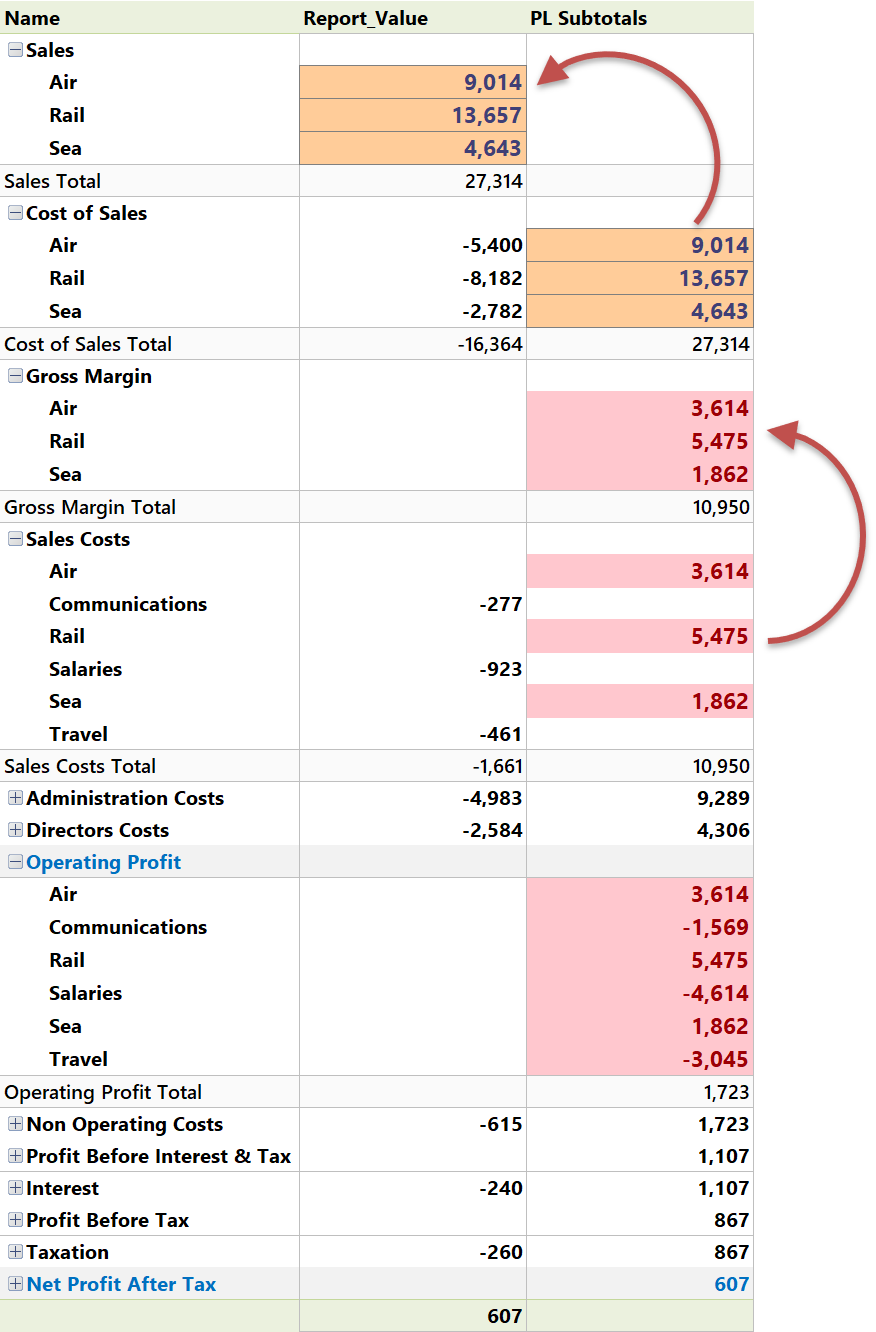 Name Report_Value PL Subtotals
Sales
Air 9,014
Rail 13,657
Sea 4,643
Sales Total 27,314
Cost of Sales
Air -5,400 9,014
Rail -8,182 13,657
Sea -2,782 4,643
Cost of Sales Total -16,364 27,314
Gross Margin
Air 3,614
Rail 5,475
Sea 1,862
Gross Margin Total 10,950
Sales Costs
Air 3,614
Communications -277
Rail 5,475
Salaries -923
Sea 1,862
Travel -461
Sales Costs Total -1,661 10,950
Administration Costs -4,983 9,289
Directors Costs -2,584 4,306
Operating Profit
Air 3,614
Communications -1,569
Rail 5,475
Salaries -4,614
Sea 1,862
Travel -3,045
Operating Profit Total 1,723
Non Operating Costs -615 1,723
Profit Before Interest & Tax 1,107
Interest -240 1,107
Profit Before Tax 867
Taxation -260 867
Net Profit After Tax 607
607